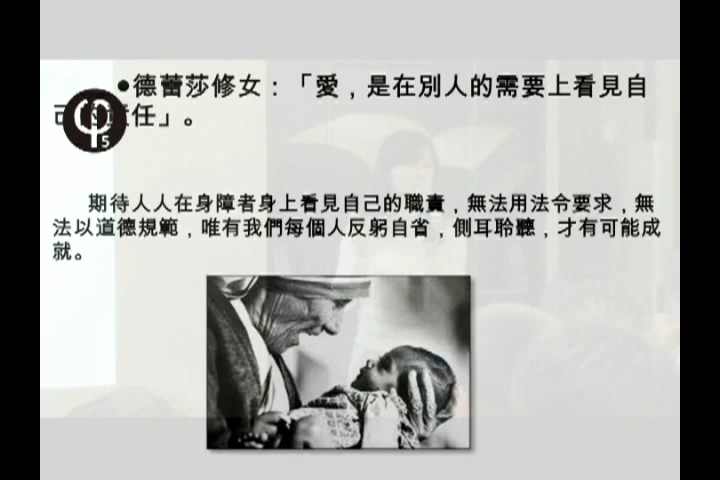 ●德蕾莎修女：「愛，是在別人的需要上看見自
己 責任」。
φ5
期待人人在身障者身上看見自己的職責，無法用法令要求，無
法以道德規範，唯有我們每個人反躬自省，側耳聆聽，才有可能成
就。